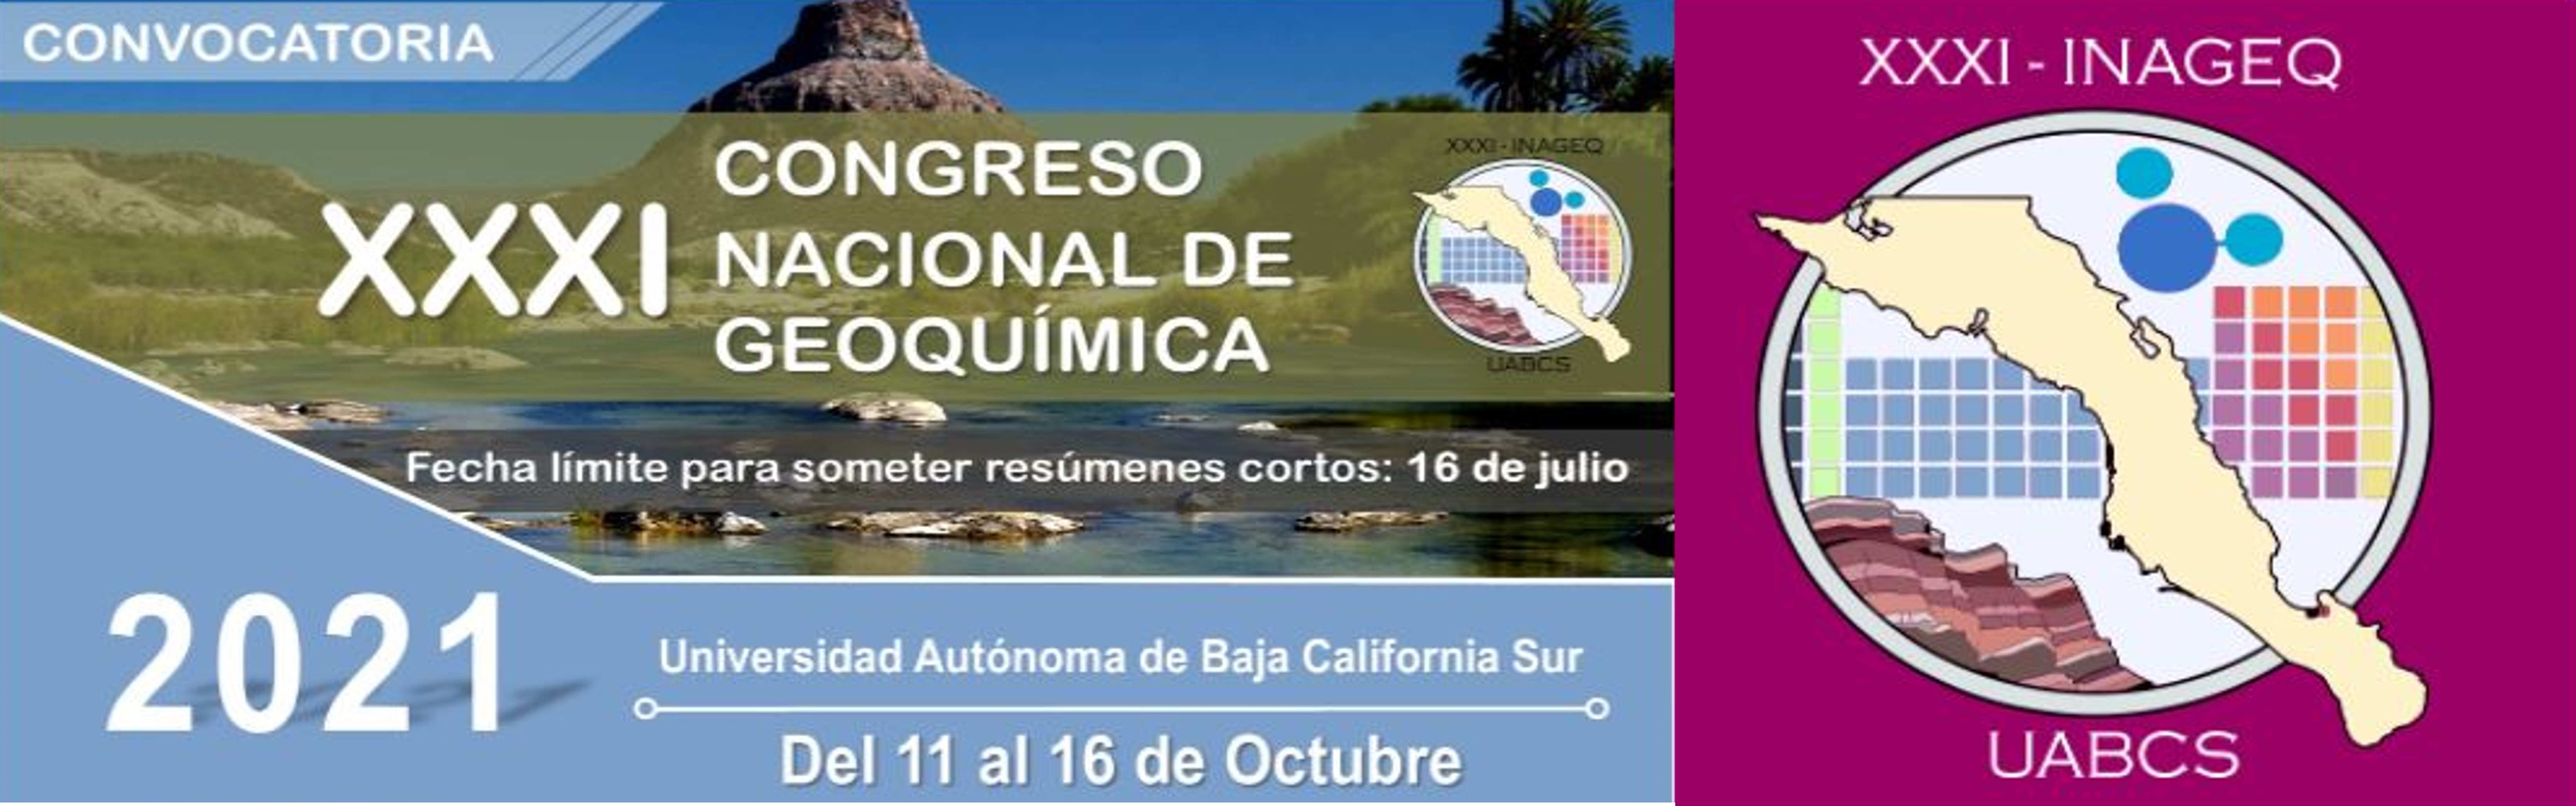 CONVOCATORIA
XXXI
CONGRESO
NACIONAL DE
GEOQUÍMICA
XXXI - INAGEQ
UABCS
Fecha límite para someter resúmenes cortos: 16 de julio
2021
Universidad Autónoma de Baja California Sur
Del 11 al 16 de Octubre
XXXI - INAGEQ
UABCS